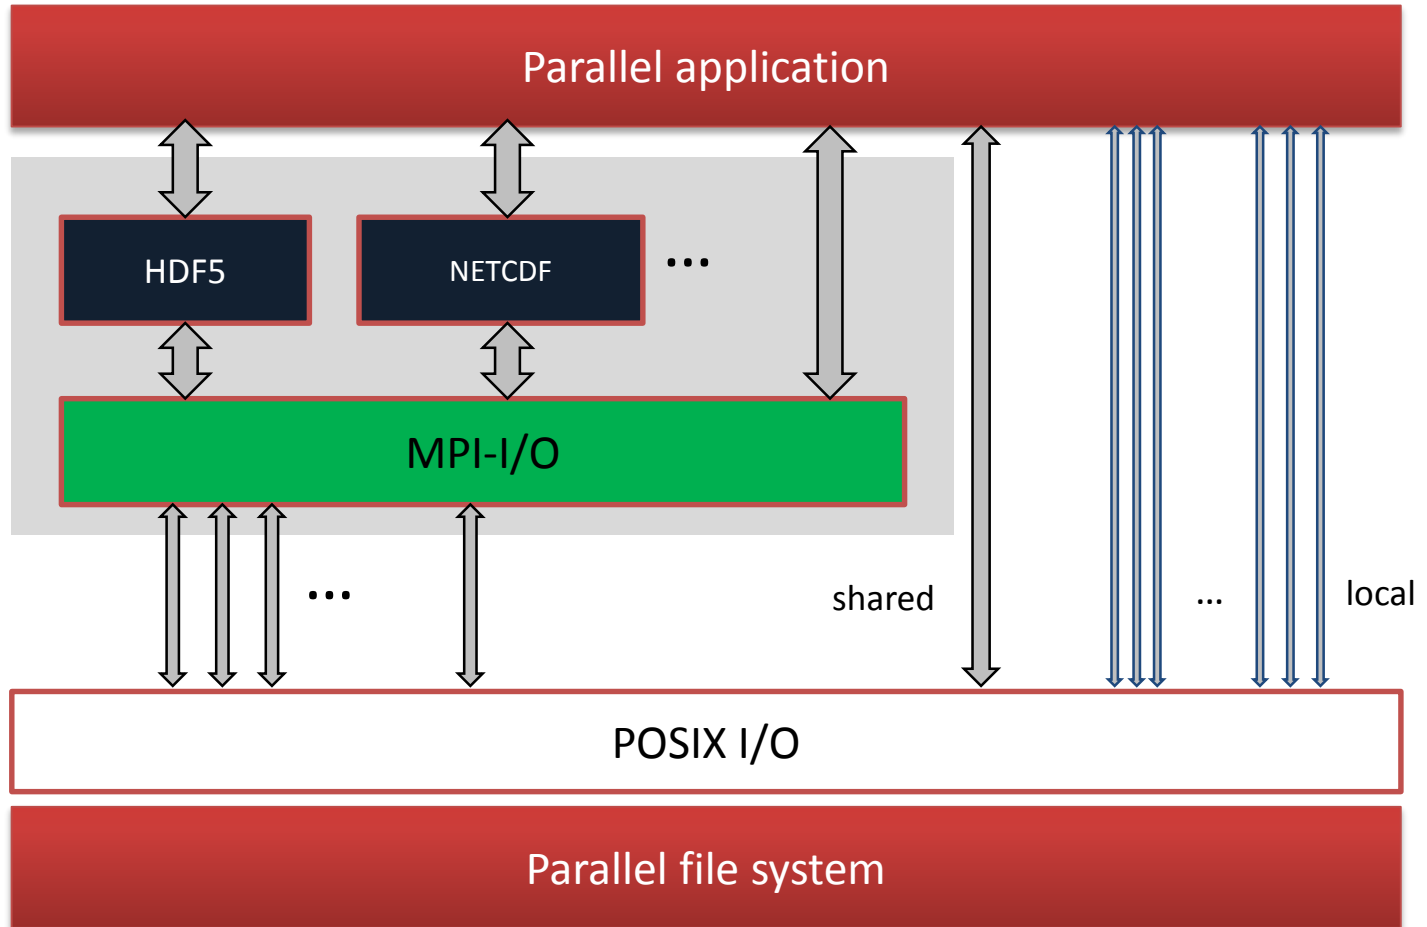 Parallel application
HDF5
NETCDF
...
MPI-I/O
...
shared
...
local
POSIX I/O
Parallel file system